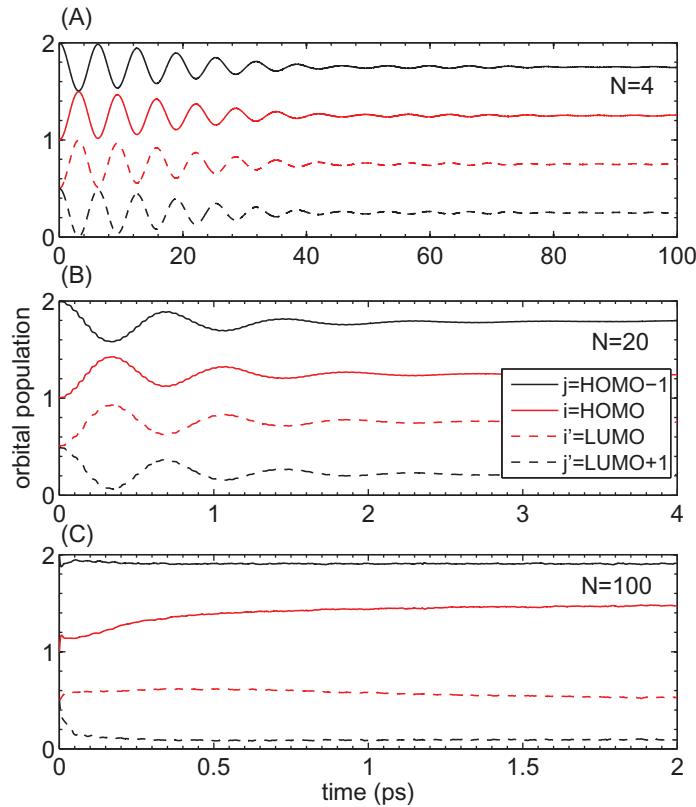 (A)
2
1
0
N=4
0 20 40 60 80 100
(B)
2
1
0
N=20
j=HOMO−1
i=HOMO
i'=LUMO
j'=LUMO+1
0 1 2 3 4
orbital population
(C)
2
1
0
N=100
0 0.5 1 1.5 2
time (ps)